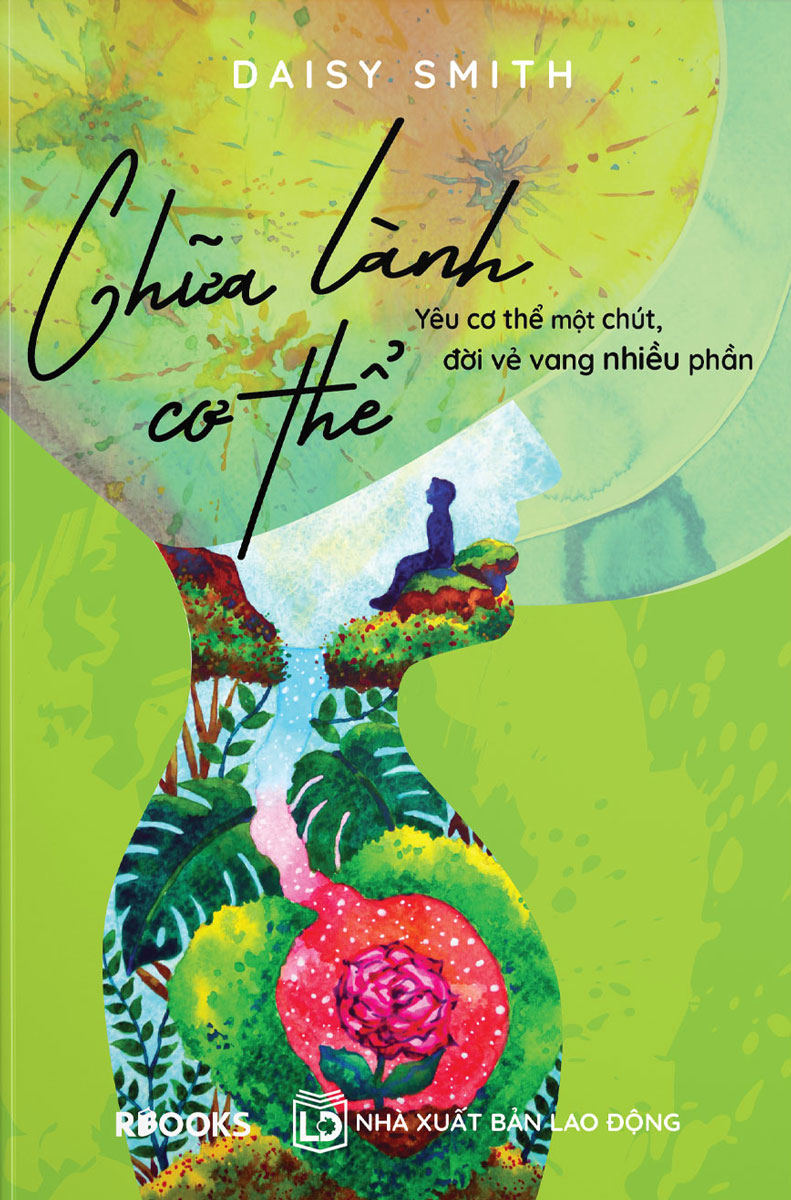 DAISY SMITH
Chữa lành
cơ thể
Yêu cơ thể một chút,
đời vẻ vang nhiều phần
RBOOKS
LĐ NHÀ XUẤT BẢN LAO ĐỘNG